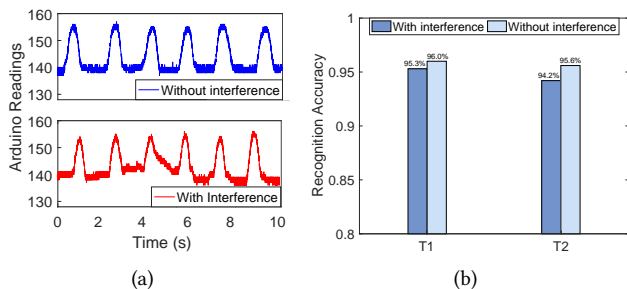 160
150
140
130
Without interference
160
150
140
130
With Interference
0 2 4 6 8 10
Time (s)
Arduino Readings
(a)
1
0.95
0.9
0.85
0.8
With interference Without interference
95.3% 96.0%
94.2% 95.6%
T1 T2
Recognition Accuracy
(b)